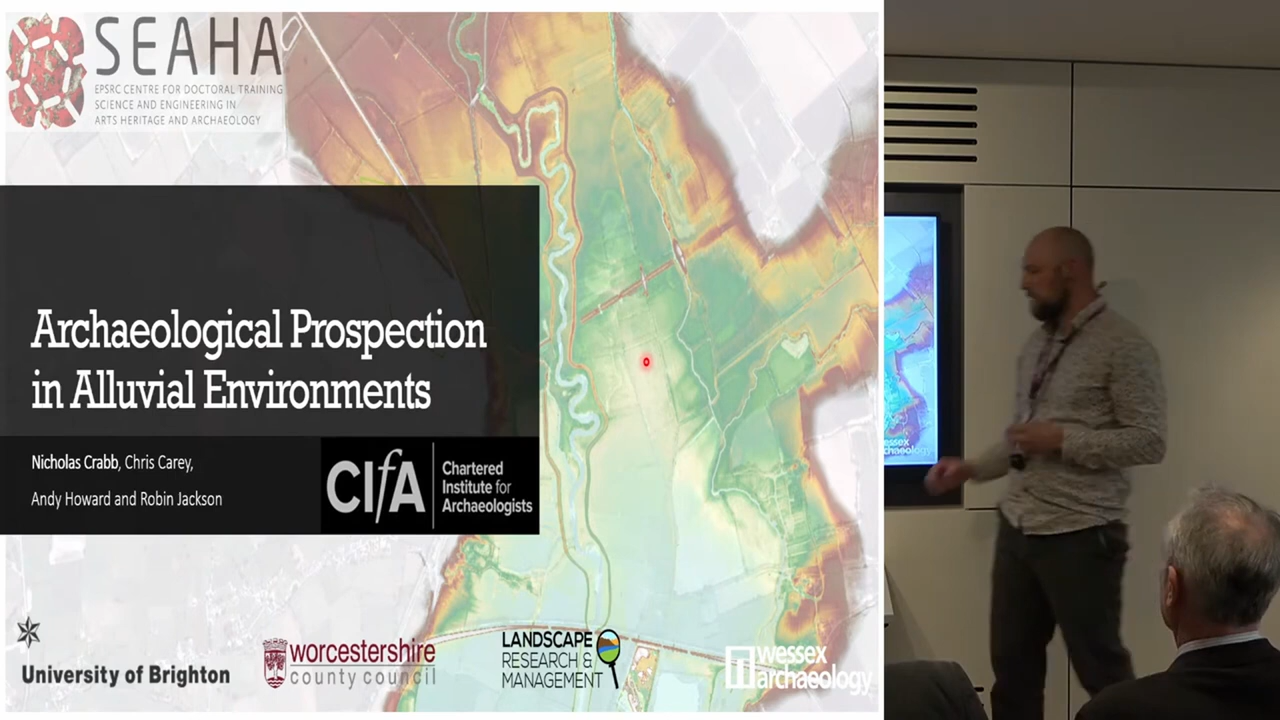 SEAHA
EPSRC CENTRE FOR DOCTORAL TRAINING
SCIENCE AND ENGINEERING IN
ARTS HERITAGE AND ARCHAEOLOGY
Archaeological Prospection
in Alluvial Environments
Nicholas Crabb, Chris Carey,
Andy Howard and Robin Jackson
CIfA
Chartered
Institute for
Archaeologists
University of Brighton
worcestershire
county council
LANDSCAPE
RESEARCH &
MANAGEMENT
wessex
archaeology
wessex
archaeology